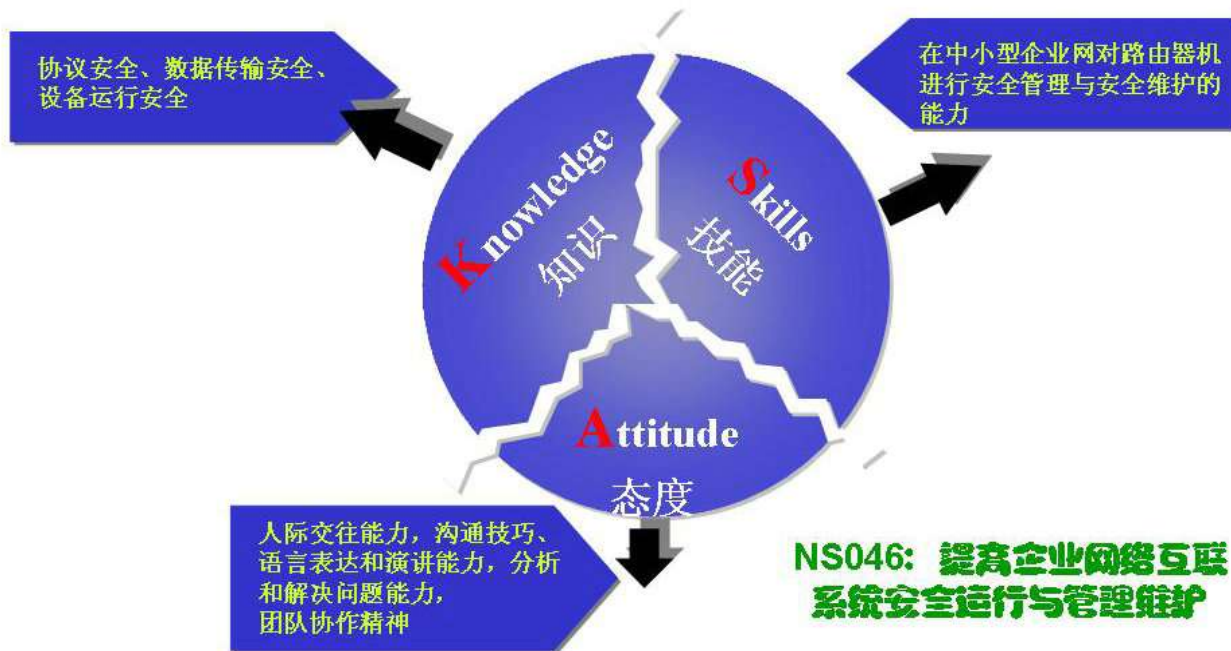 协议安全、数据传输安全、
设备运行安全
在中小型企业网对路由器机
进行安全管理与安全维护的
能力
Knowledge
知识
Skills
技能
Attitude
态度
人际交往能力，沟通技巧、
语言表达和演讲能力，分析
和解决问题能力，
团队协作精神
NS046：提高企业网络互联
系统安全运行与管理维护